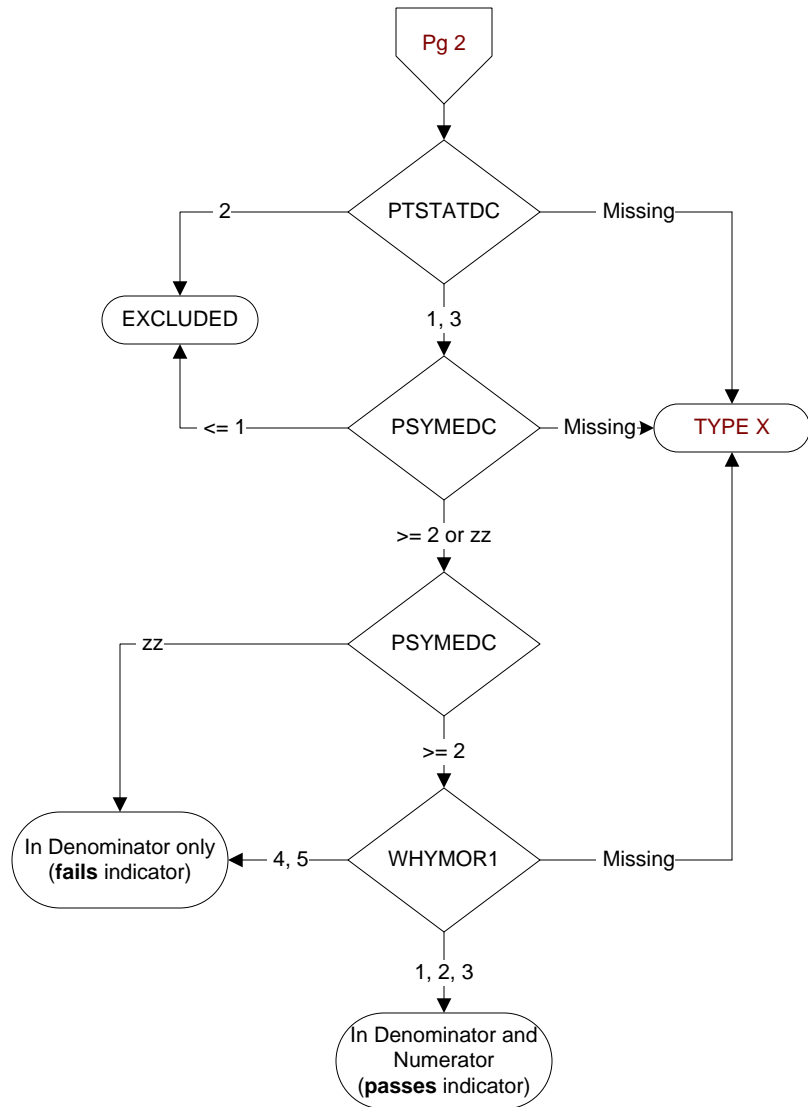 Pg 2
PTSTATDC
2
Missing
EXCLUDED
1, 3
<= 1
PSYMEDC
Missing
TYPE X
>= 2 or zz
PSYMEDC
zz
>= 2
In Denominator only
(fails indicator)
4, 5
WHYMOR1
Missing
1, 2, 3
In Denominator and
Numerator
(passes indicator)